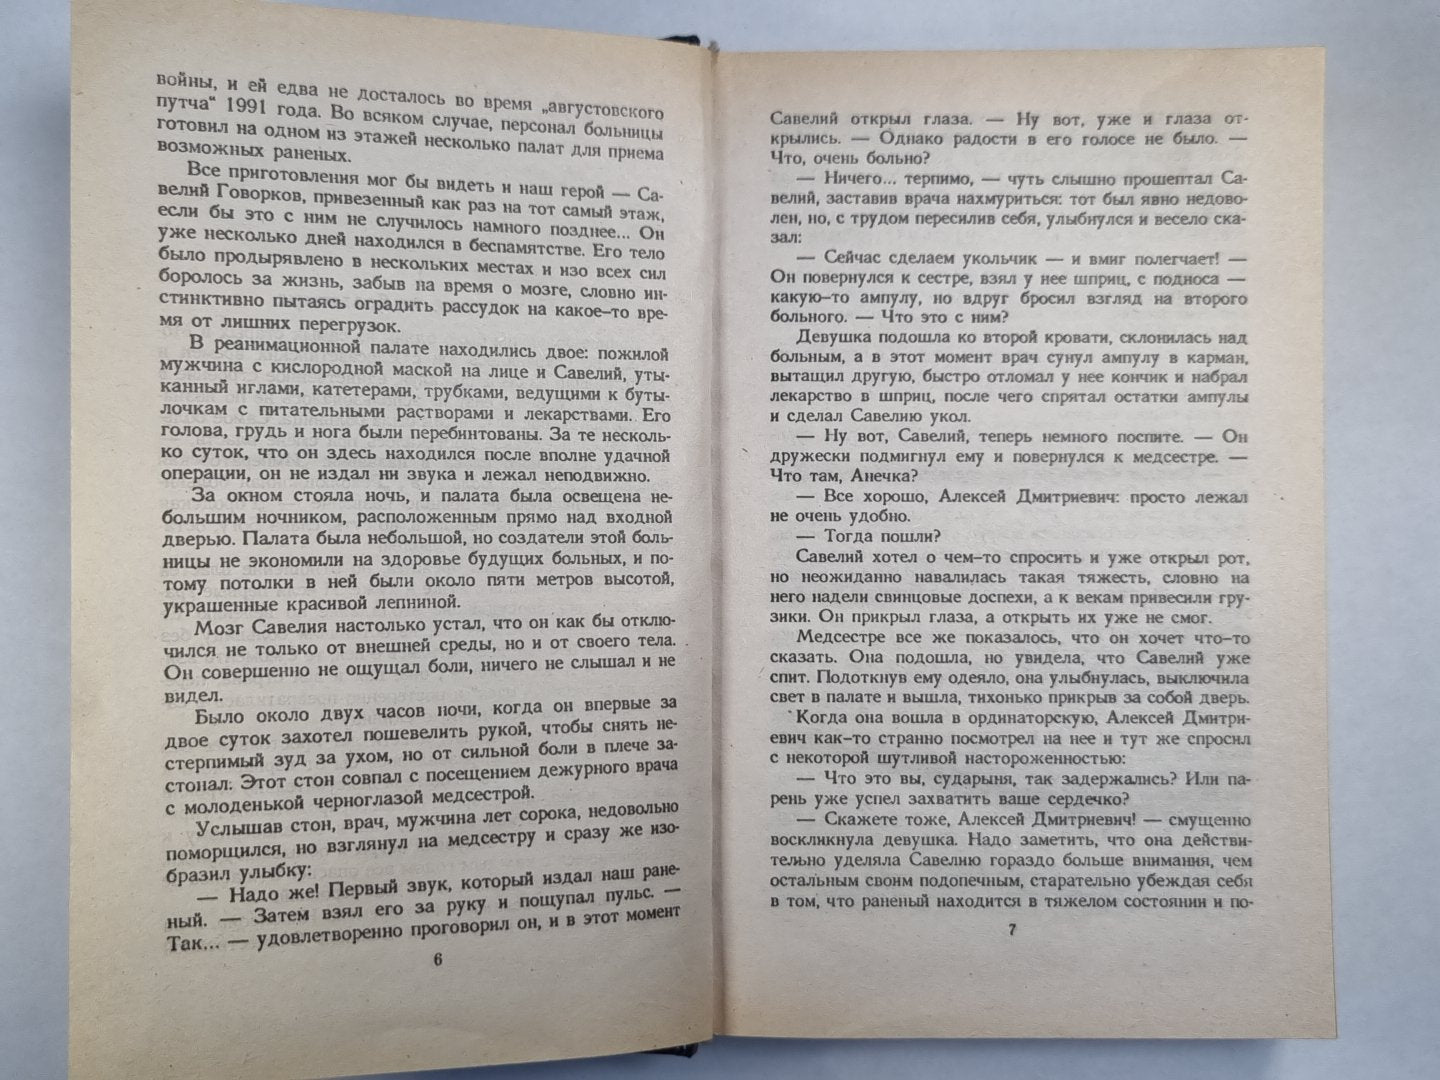 войны, и ей едва не досталось во время „августовского
путча“ 1991 года. Во всяком случае, персонал больницы
готовил на одном из этажей несколько палат для приема
возможных раненых.
Все приготовления мог бы видеть и наш герой — Са-
велий Говорков, привезенный как раз на тот самый этаж,
если бы это с ним не случилось намного позднее... Он
уже несколько дней находился в беспамятстве. Его тело
было продырявлено в нескольких местах и изо всех сил
боролось за жизнь, забыв на время о мозге, словно ин-
стинктивно пытаясь оградить рассудок на какое-то вре-
мя от лишних перегрузок.
В реанимационной палате находились двое: пожилой
мужчина с кислородной маской на лице и Савелий, уты-
канный иглами, катетерами, трубками, ведущими к буты-
лочкам с питательными растворами и лекарствами. Его
голова, грудь и нога были перебинтованы. За те несколь-
ко суток, что он здесь находился после вполне удачной
операции, он не издал ни звука и лежал неподвижно.
За окном стояла ночь, и палата была освещена не-
большим ночником, расположенным прямо над входной
дверью. Палата была небольшой, но создатели этой боль-
ницы не экономили на здоровье будущих больных, и по-
тому потолки в ней были около пяти метров высотой,
украшенные красивой лепниной.
Мозг Савелия настолько устал, что он как бы отклю-
чился не только от внешней среды, но и от своего тела.
Он совершенно не ощущал боли, ничего не слышал и не
видел.
Было около двух часов ночи, когда он впервые за
двое суток захотел пошевелить рукой, чтобы снять не-
стерпимый зуд за ухом, но от сильной боли в плече за-
стонал. Этот стон совпал с посещением дежурного врача
с молоденькой черноглазой медсестрой.
Услышав стон, врач, мужчина лет сорока, недовольно
поморщился, но взглянул на медсестру и сразу же изо-
бразил улыбку:
— Надо же! Первый звук, который издал наш ране-
ный. — Затем взял его за руку и пощупал пульс. —
Так... — удовлетворенно проговорил он, и в этот момент
6
Савелий открыл глаза. — Ну вот, уже и глаза от-
крылись. — Однако радости в его голосе не было. —
Что, очень больно?
— Ничего... терпимо, — чуть слышно прошептал Са-
велий, заставив врача нахмуриться: тот был явно недово-
лен, но, с трудом пересилив себя, улыбнулся и весело ска-
зал:
— Сейчас сделаем укольчик — и вмиг полегчает! —
Он повернулся к сестре, взял у нее шприц, с подноса —
какую-то ампулу, но вдруг бросил взгляд на второго
больного. — Что это с ним?
Девушка подошла ко второй кровати, склонилась над
больным, а в этот момент врач сунул ампулу в карман,
вытащил другую, быстро отломал у нее кончик и набрал
лекарство в шприц, после чего спрятал остатки ампулы
и сделал Савелию укол.
— Ну вот, Савелий, теперь немного поспите. — Он
дружески подмигнул ему и повернулся к медсестре. —
Что там, Анечка?
— Все хорошо, Алексей Дмитриевич: просто лежал
не очень удобно.
— Тогда пошли?
Савелий хотел о чем-то спросить и уже открыл рот,
но неожиданно навалилась такая тяжесть, словно на
него надели свинцовые доспехи, а к векам привесили гру-
зики. Он прикрыл глаза, а открыть их уже не смог.
Медсестре все же показалось, что он хочет что-то
сказать. Она подошла, но увидела, что Савелий уже
спит. Подоткнув ему одеяло, она улыбнулась, выключила
свет в палате и вышла, тихонько прикрыв за собой дверь.
Когда она вошла в ординаторскую, Алексей Дмитри-
евич как-то странно посмотрел на нее и тут же спросил
с некоторой шутливой настороженностью:
— Что это вы, сударыня, так задержались? Или па-
рень уже успел захватить ваше сердечко?
— Скажете тоже, Алексей Дмитриевич! — смущенно
воскликнула девушка. Надо заметить, что она действи-
тельно уделяла Савелию гораздо больше внимания, чем
остальным своим подопечным, старательно убеждая себя
в том, что раненый находится в тяжелом состоянии и по-
7